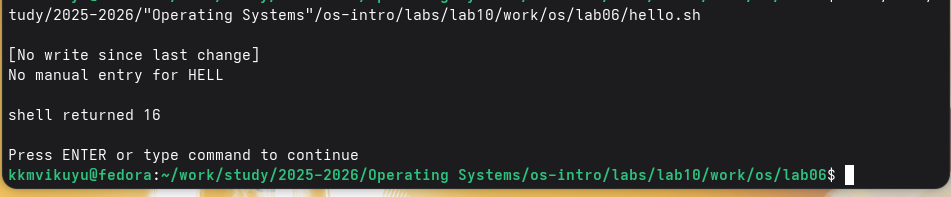 tudy/2025-2026/"Operating Systems"/os-intro/labs/lab10/work/os/lab06/hello.sh
[No write since last change]
No manual entry for HELL
shell returned 16
Press ENTER or type command to continue
kkmvikuyu@fedora:~/work/study/2025-2026/Operating Systems/os-intro/labs/lab10/work/os/lab06$